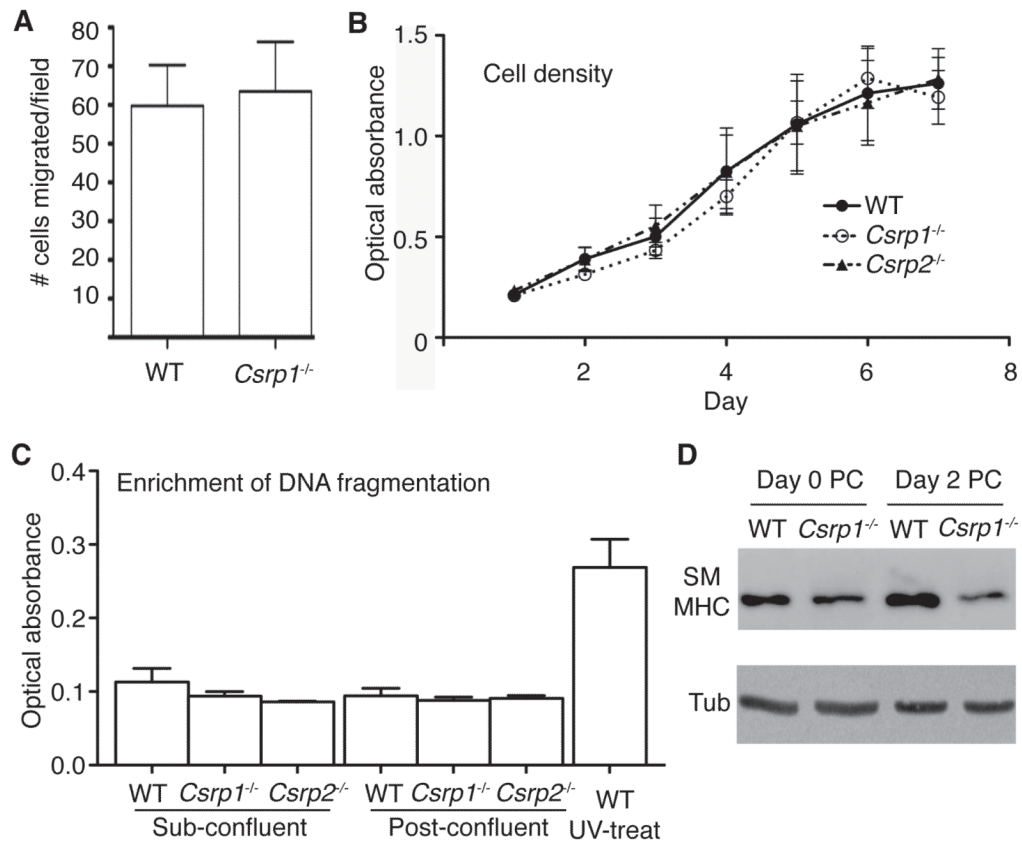 A
# cells migrated/field
80
70
60
50
40
30
20
10
WT
Csrp1-/-
B
Cell density
Optical absorbance
1.5
1.0
0.5
0
2
4
6
8
Day
WT
Csrp1-/-
Csrp2-/-
C
Enrichment of DNA fragmentation
Optical absorbance
0.4
0.3
0.2
0.1
0.0
WT Csrp1-/- Csrp2-/- WT Csrp1-/- Csrp2-/- WT
Sub-confluent Post-confluent UV-treat
D
Day 0 PC Day 2 PC
WT Csrp1-/- WT Csrp1-/-
SM
MHC
Tub